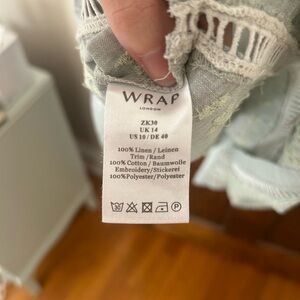 WRAP
LONDON
ZK30
UK 14
US 10 / DE 40
100% Linen / Leinen
Trim / Rand
100% Cotton / Baumwolle
Embroidery/Stickerei
100%Polyester/Polyester